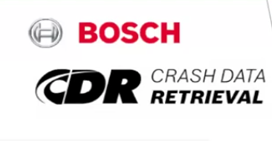 BOSCH
CDR CRASH DATA
RETRIEVAL